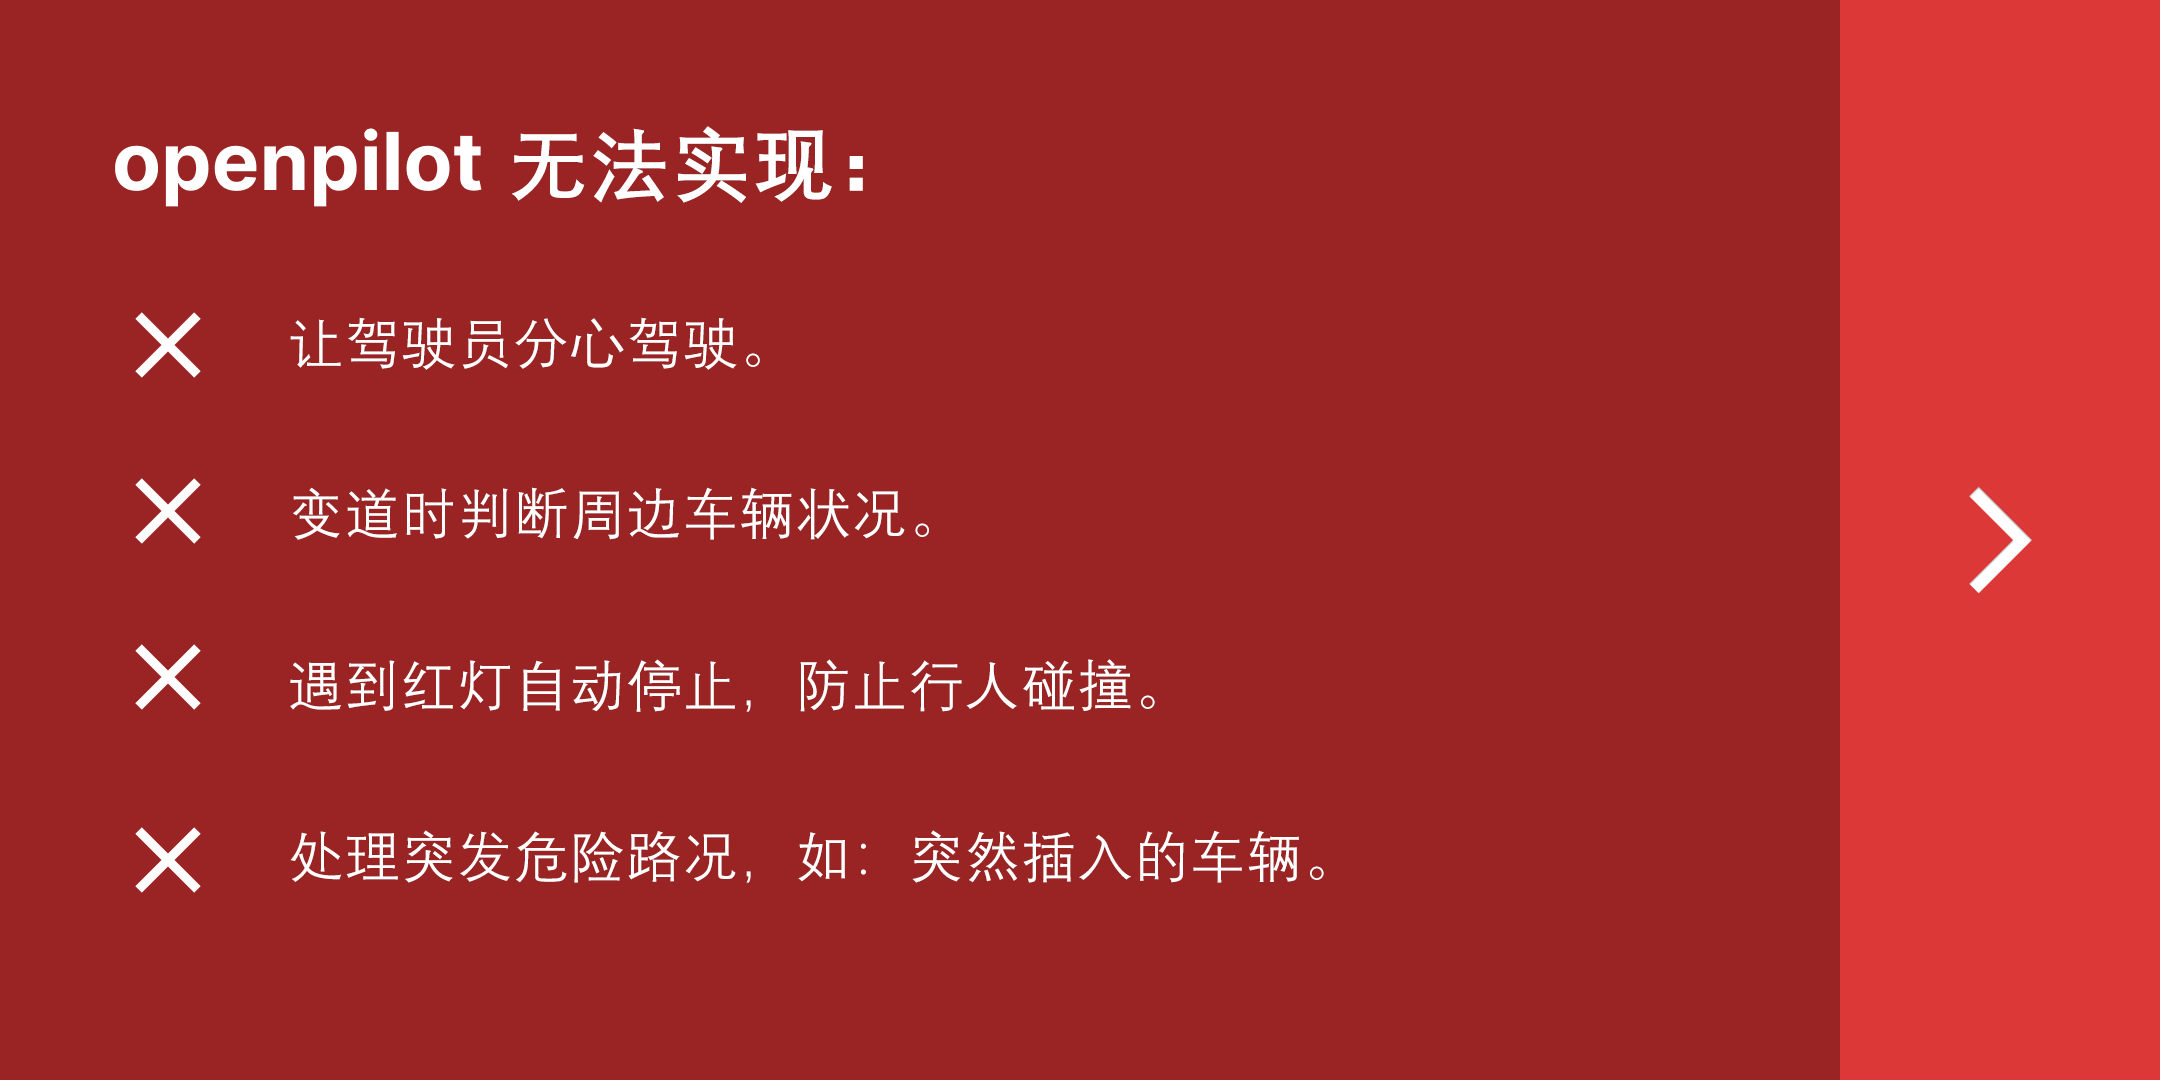 openpilot 无法实现：
让驾驶员分心驾驶。
变道时判断周边车辆状况。
遇到红灯自动停止，防止行人碰撞。
处理突发危险路况，如：突然插入的车辆。